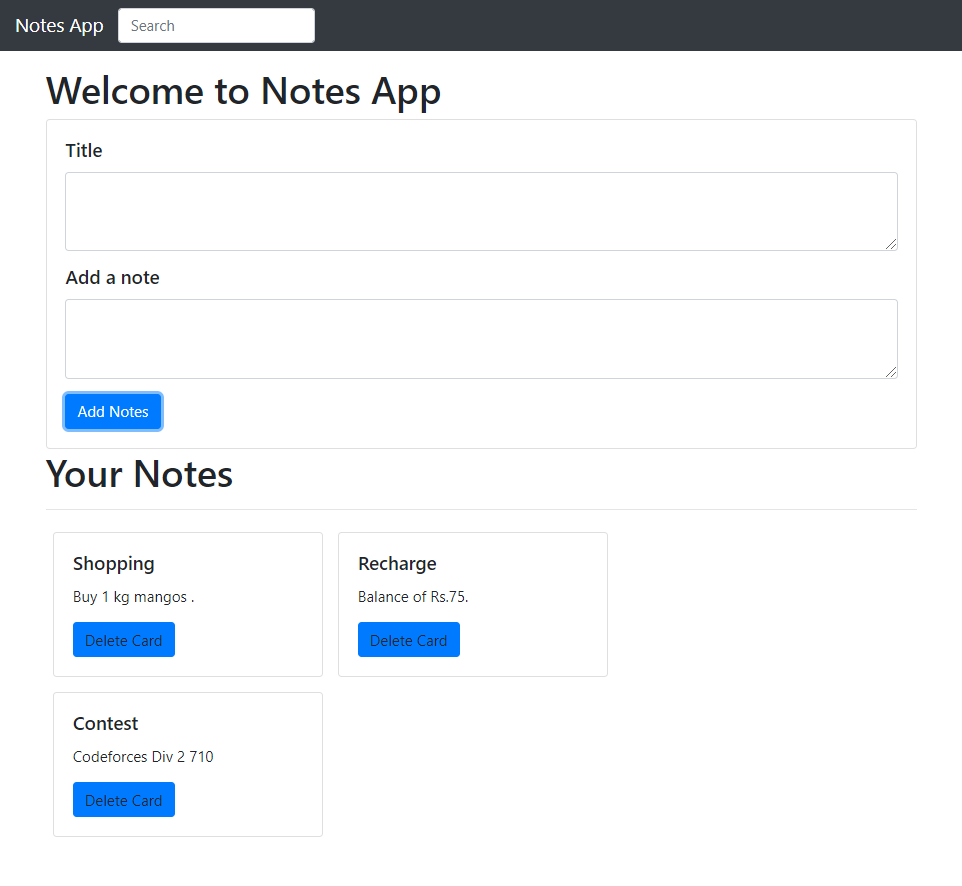 Notes App Search
Welcome to Notes App
Title
Add a note
Add Notes
Your Notes
Shopping
Buy 1 kg mangos .
Delete Card
Recharge
Balance of Rs.75.
Delete Card
Contest
Codeforces Div 2 710
Delete Card